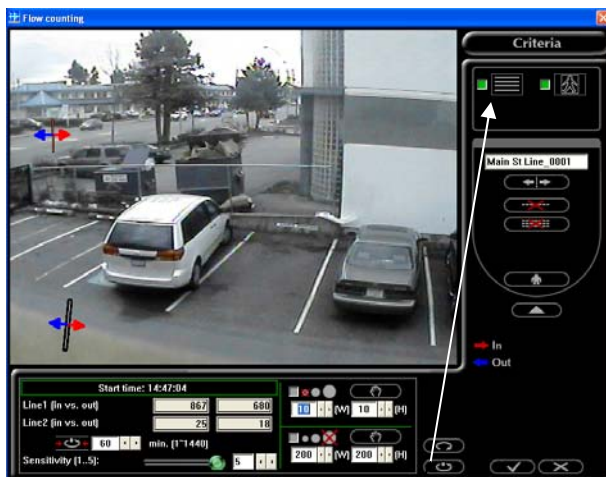 Flow counting
Criteria
Main St Line_0001
In
Out
Start time: 14:47:04
Line1 (in vs. out) 867 680
Line2 (in vs. out) 25 18
60 min. (1~1440)
Sensitivity (1..5): 5
10 (W) 10 (H)
200 (W) 200 (H)